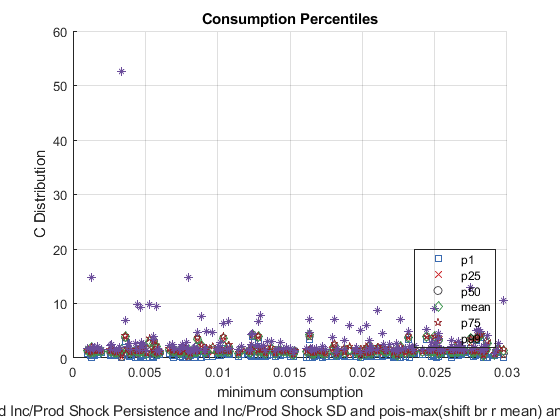 Consumption Percentiles
60
50
40
30
20
10
0
C Distribution
p1
p25
p50
mean
p75
0
0.005
0.01
0.015
0.02
0.025
0.03
minimum consumption
d Inc/Prod Shock Persistence and Inc/Prod Shock SD and pois-max(shift br r mean) an